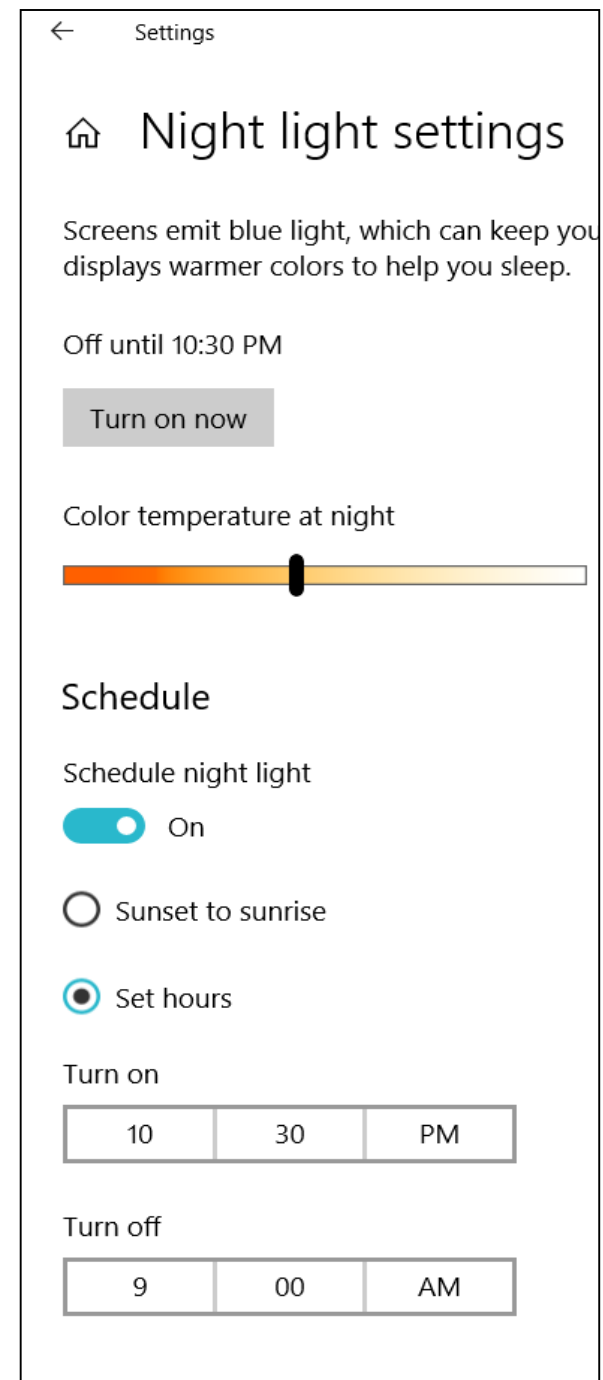 Settings
Night light settings
Screens emit blue light, which can keep you
displays warmer colors to help you sleep.
Off until 10:30 PM
Turn on now
Color temperature at night
Schedule
Schedule night light
On
Sunset to sunrise
Set hours
Turn on
10 30 PM
Turn off
9 00 AM